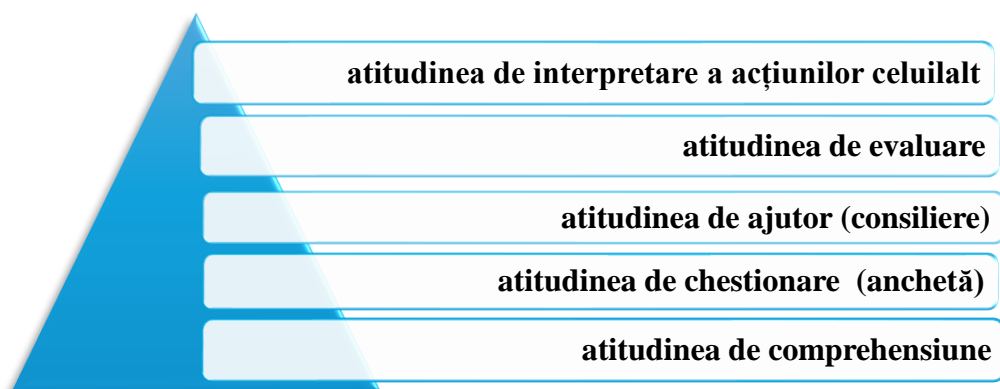 atitudinea de interpretare a acțiunilor celuilalt
atitudinea de evaluare
atitudinea de ajutor (consiliere)
atitudinea de chestionare (anchetă)
atitudinea de comprehensiune